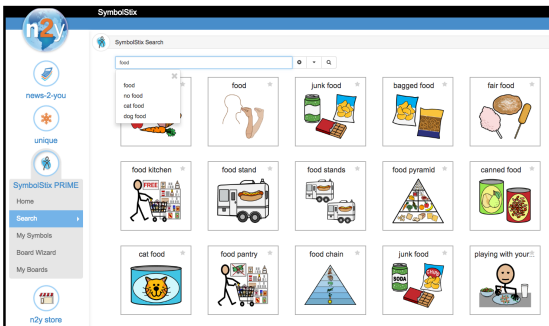 SymbolStix
n2y
SymbolStix Search
food
food
no food
cat food
dog food
food
junk food
bagged food
fair food
news-2-you
unique
SymbolStix PRIME
Home
Search
My Symbols
Board Wizard
My Boards
n2y store
food kitchen
food stand
food stands
food pyramid
canned food
FREE
cat food
food pantry
food chain
junk food
playing with your
SODA
CHIPS